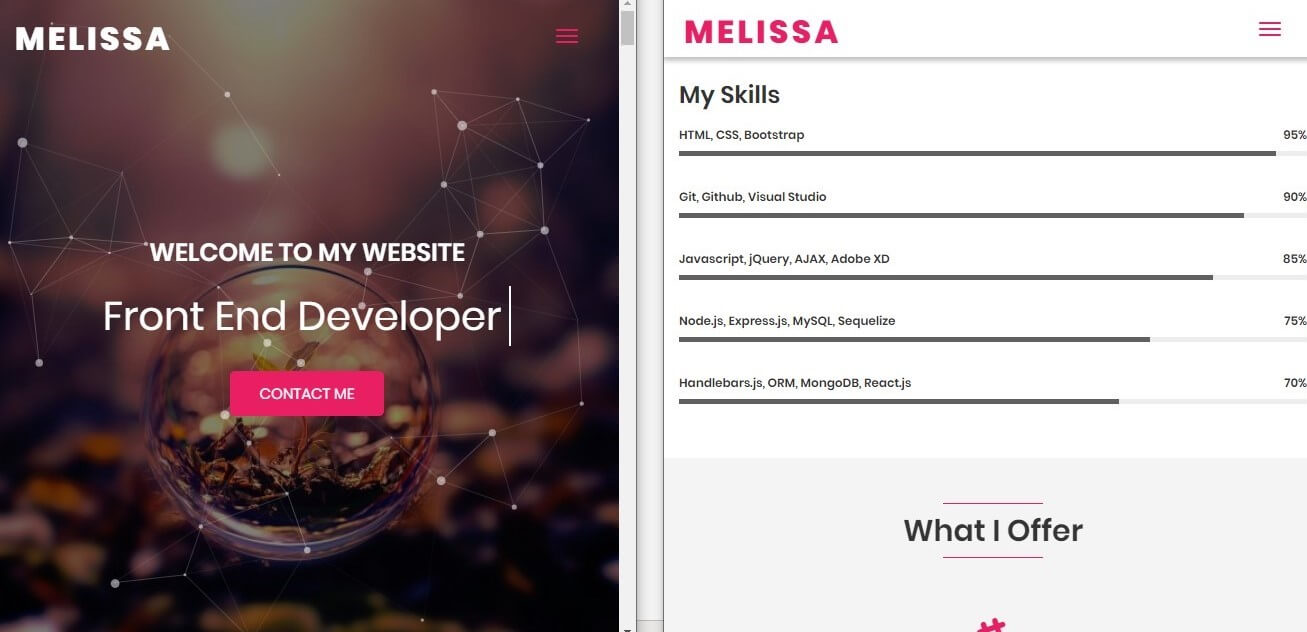 MELISSA
WELCOME TO MY WEBSITE
Front End Developer
CONTACT ME
MELISSA
My Skills
HTML, CSS, Bootstrap 95%
Git, Github, Visual Studio 90%
Javascript, jQuery, AJAX, Adobe XD 85%
Node.js, Express.js, MySQL, Sequelize 75%
Handlebars.js, ORM, MongoDB, React.js 70%
What I Offer